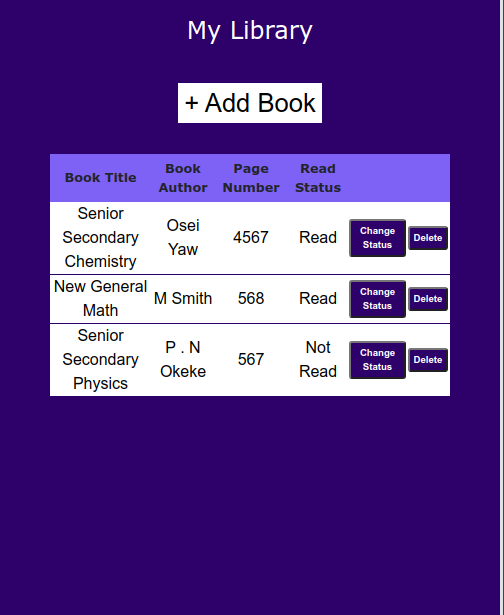 My Library
+ Add Book
Book Title Book Author Page Number Read Status
Senior Secondary Chemistry Osei Yaw 4567 Read Change Status Delete
New General Math M Smith 568 Read Change Status Delete
Senior Secondary Physics P . N Okeke 567 Not Read Change Status Delete